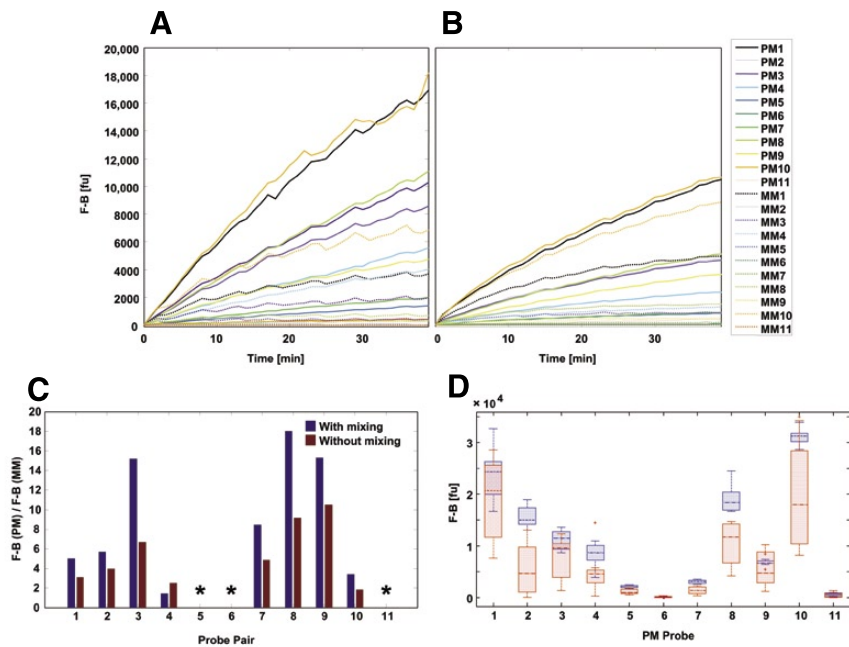 A
B
20,000
18,000
16,000
14,000
12,000
10,000
8000
6000
4000
2000
0
F-B [fu]
0 10 20 30
Time [min]
0 10 20 30
Time [min]
PM1
PM2
PM3
PM4
PM5
PM6
PM7
PM8
PM9
PM10
PM11
MM1
MM2
MM3
MM4
MM5
MM6
MM7
MM8
MM9
MM10
MM11
C
20
18
16
14
12
10
8
6
4
2
0
F-B (PM) / F-B (MM)
With mixing
Without mixing
* * *
1 2 3 4 5 6 7 8 9 10 11
Probe Pair
D
× 10⁴
3
2
1
0
F-B [fu]
1 2 3 4 5 6 7 8 9 10 11
PM Probe